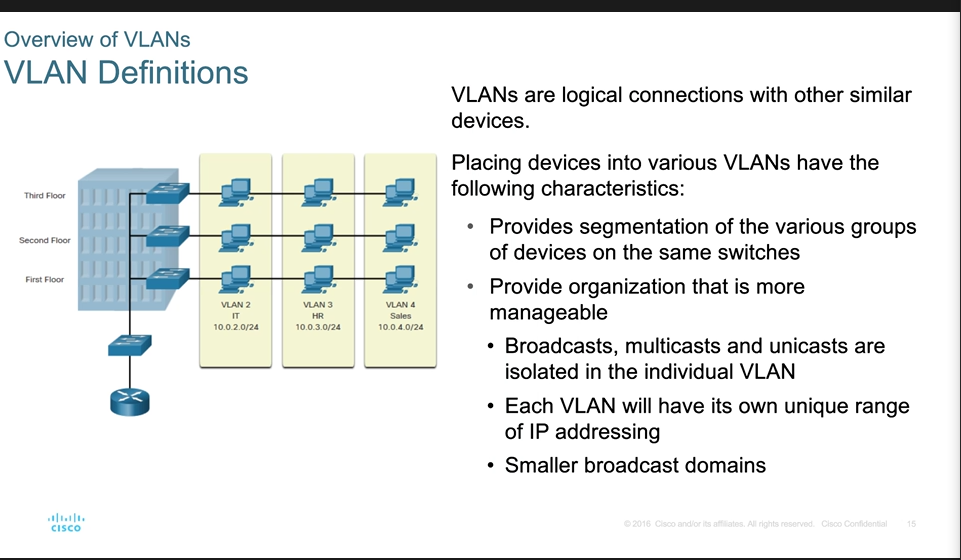 Overview of VLANs
VLAN Definitions
VLANs are logical connections with other similar
devices.
Placing devices into various VLANs have the
following characteristics:
• Provides segmentation of the various groups
of devices on the same switches
• Provide organization that is more
manageable
• Broadcasts, multicasts and unicasts are
isolated in the individual VLAN
• Each VLAN will have its own unique range
of IP addressing
• Smaller broadcast domains
Third Floor
Second Floor
First Floor
VLAN 2
IT
10.0.2.0/24
VLAN 3
HR
10.0.3.0/24
VLAN 4
Sales
10.0.4.0/24
CISCO
© 2016 Cisco and/or its affiliates. All rights reserved. Cisco Confidential
15